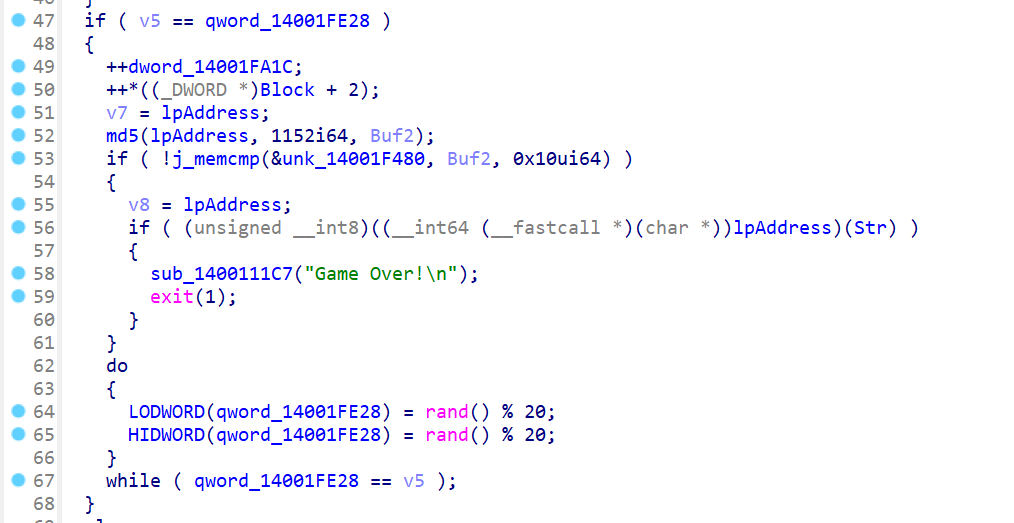 47 if ( v5 == qword_14001FE28 )
48 {
49 ++dword_14001FA1C;
50 ++*((_DWORD *)Block + 2);
51 v7 = lpAddress;
52 md5(lpAddress, 1152i64, Buf2);
53 if ( !j_memcmp(&unk_14001F480, Buf2, 0x10ui64) )
54 {
55 v8 = lpAddress;
56 if ( (unsigned __int8)((__int64 (__fastcall *)(char *))lpAddress)(Str) )
57 {
58 sub_1400111C7("Game Over!\n");
59 exit(1);
60 }
61 }
62 do
63 {
64 LODWORD(qword_14001FE28) = rand() % 20;
65 HIDWORD(qword_14001FE28) = rand() % 20;
66 }
67 while ( qword_14001FE28 == v5 );
68 }